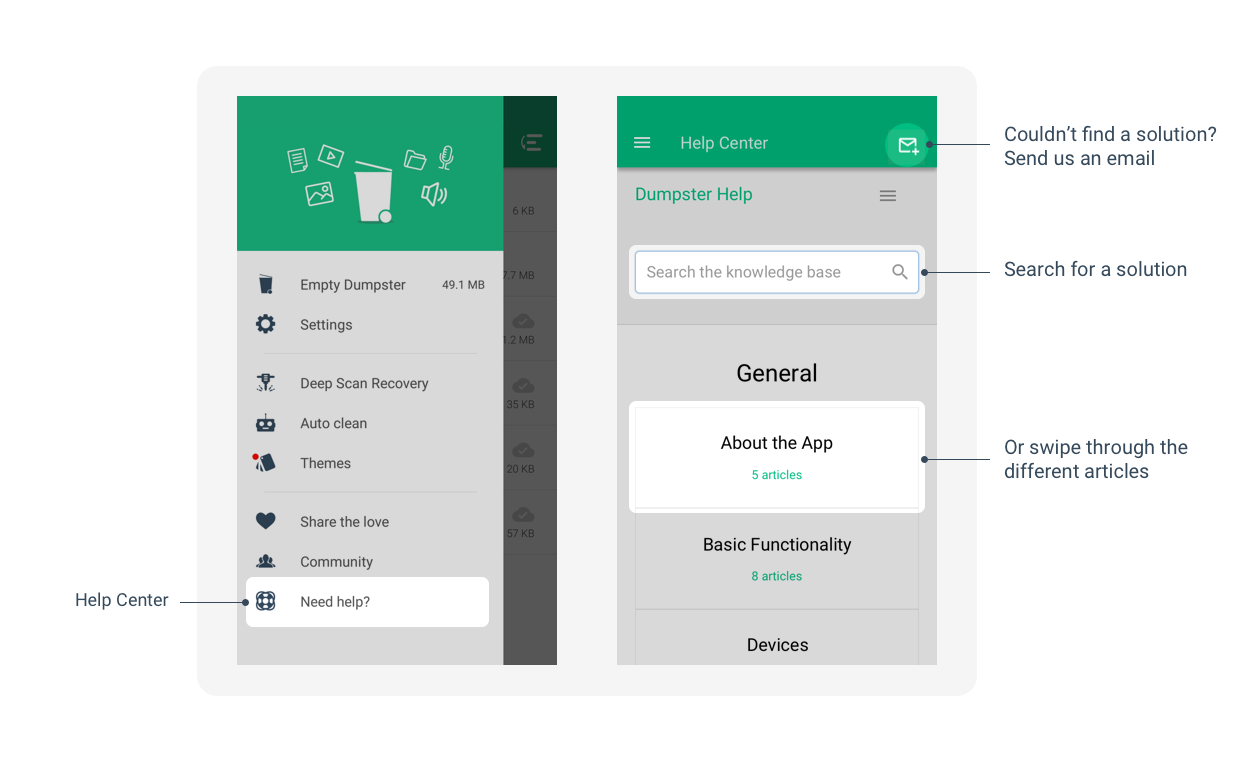 Empty Dumpster 49.1 MB
Settings
Deep Scan Recovery
Auto clean
Themes
Share the love
Community
Need help?
Help Center
6 KB
7.7 MB
1.2 MB
35 KB
20 KB
57 KB
Help Center
Dumpster Help
Search the knowledge base
General
About the App
5 articles
Basic Functionality
8 articles
Devices
Couldn’t find a solution?
Send us an email
Search for a solution
Or swipe through the
different articles